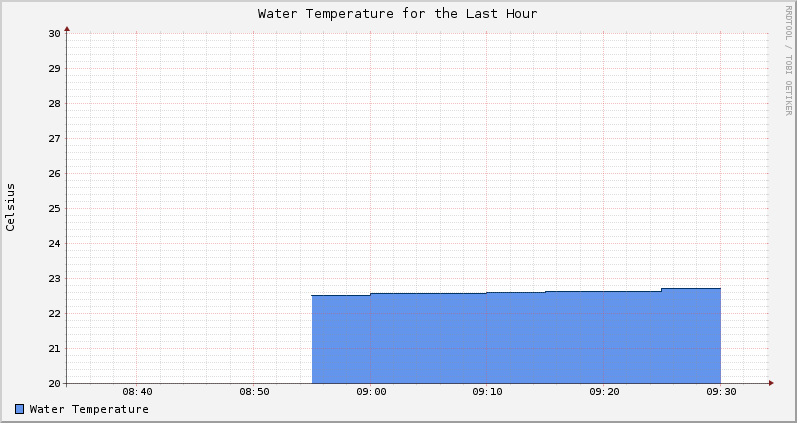 Water Temperature for the Last Hour
RRDTOOL / TOBI OETIKER
Celsius
30
29
28
27
26
25
24
23
22
21
20
08:40 08:50 09:00 09:10 09:20 09:30
Water Temperature